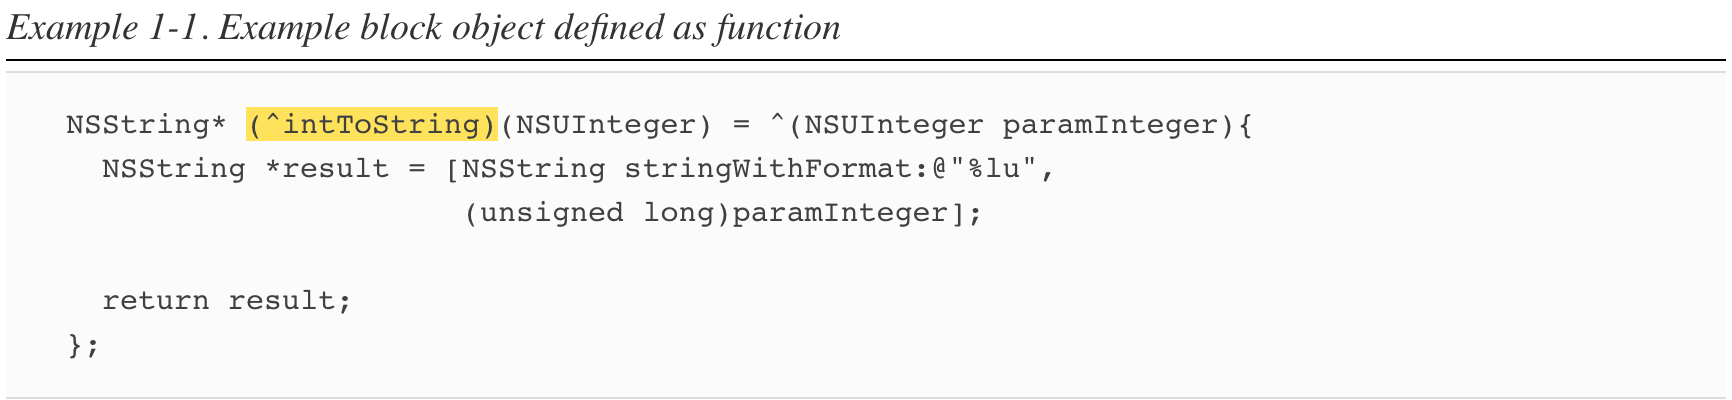 Example 1-1. Example block object defined as function
NSString* (^intToString)(NSUInteger) = ^(NSUInteger paramInteger){
  NSString *result = [NSString stringWithFormat:@"%lu",
                      (unsigned long)paramInteger];

  return result;
};